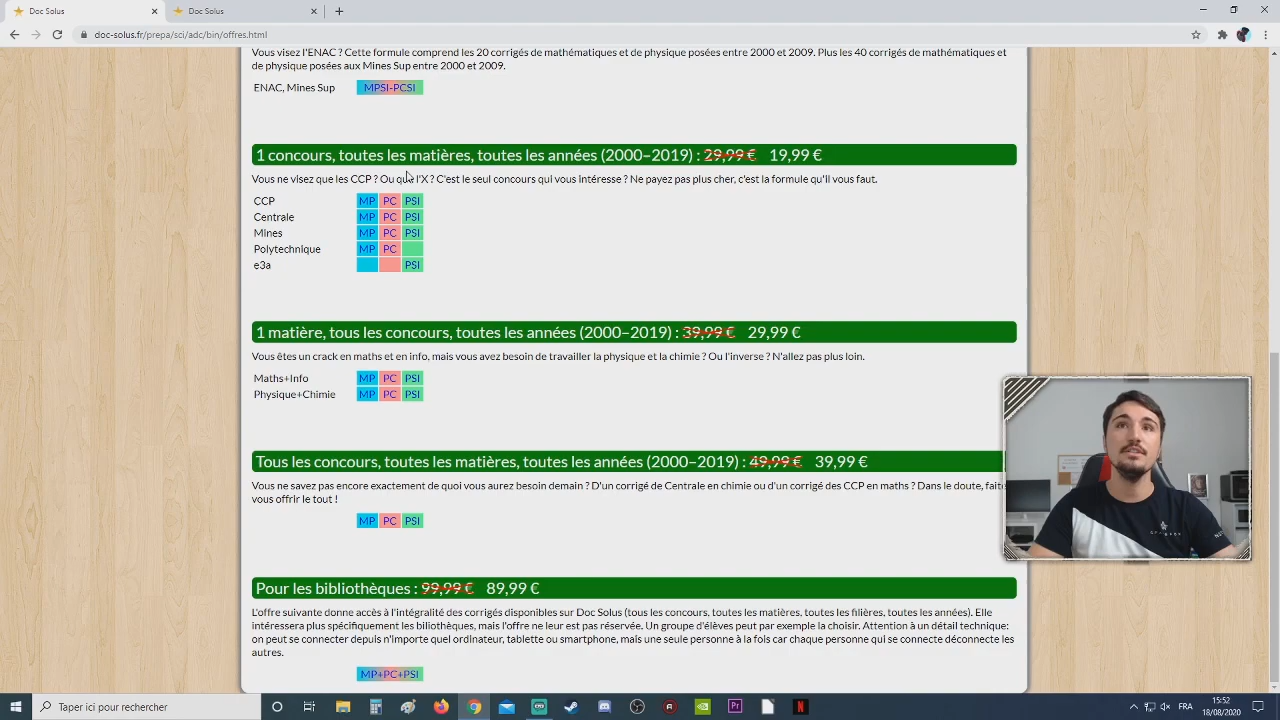 Doc Solus
Doc Solus
doc-solus.fr/prepa/sci/adc/bin/offres.html
Vous visez l'ENAC ? Cette formule comprend les 20 corrigés de mathématiques et de physique posées entre 2000 et 2009. Plus les 40 corrigés de mathématiques et
de physique posées aux Mines Sup entre 2000 et 2009.
ENAC, Mines Sup MPSI-PCSI
1 concours, toutes les matières, toutes les années (2000–2019) : 29,99 € 19,99 €
Vous ne visez que les CCP ? Ou que l'X ? C'est le seul concours qui vous intéresse ? Ne payez pas plus cher, c'est la formule qu'il vous faut.
CCP MP PC PSI
Centrale MP PC PSI
Mines MP PC PSI
Polytechnique MP PC
e3a PSI
1 matière, tous les concours, toutes les années (2000–2019) : 39,99 € 29,99 €
Vous êtes un crack en maths et en info, mais vous avez besoin de travailler la physique et la chimie ? Ou l'inverse ? N'allez pas plus loin.
Maths+Info MP PC PSI
Physique+Chimie MP PC PSI
Tous les concours, toutes les matières, toutes les années (2000–2019) : 49,99 € 39,99 €
Vous ne savez pas encore exactement de quoi vous aurez besoin demain ? D'un corrigé de Centrale en chimie ou d'un corrigé des CCP en maths ? Dans le doute, faite
vous offrir le tout !
MP PC PSI
Pour les bibliothèques : 99,99 € 89,99 €
L'offre suivante donne accès à l'intégralité des corrigés disponibles sur Doc Solus (tous les concours, toutes les matières, toutes les filières, toutes les années). Elle
intéressera plus spécifiquement les biliothèques, mais l'offre ne leur est pas réservée. Un groupe d'élèves peut par exemple la choisir. Attention à un détail technique:
on peut se connecter depuis n'importe quel ordinateur, tablette ou smartphone, mais une seule personne à la fois car chaque personne qui se connecte déconnecte les
autres.
MP+PC+PSI
Taper ici pour rechercher
FRA
15:52
18/08/2020